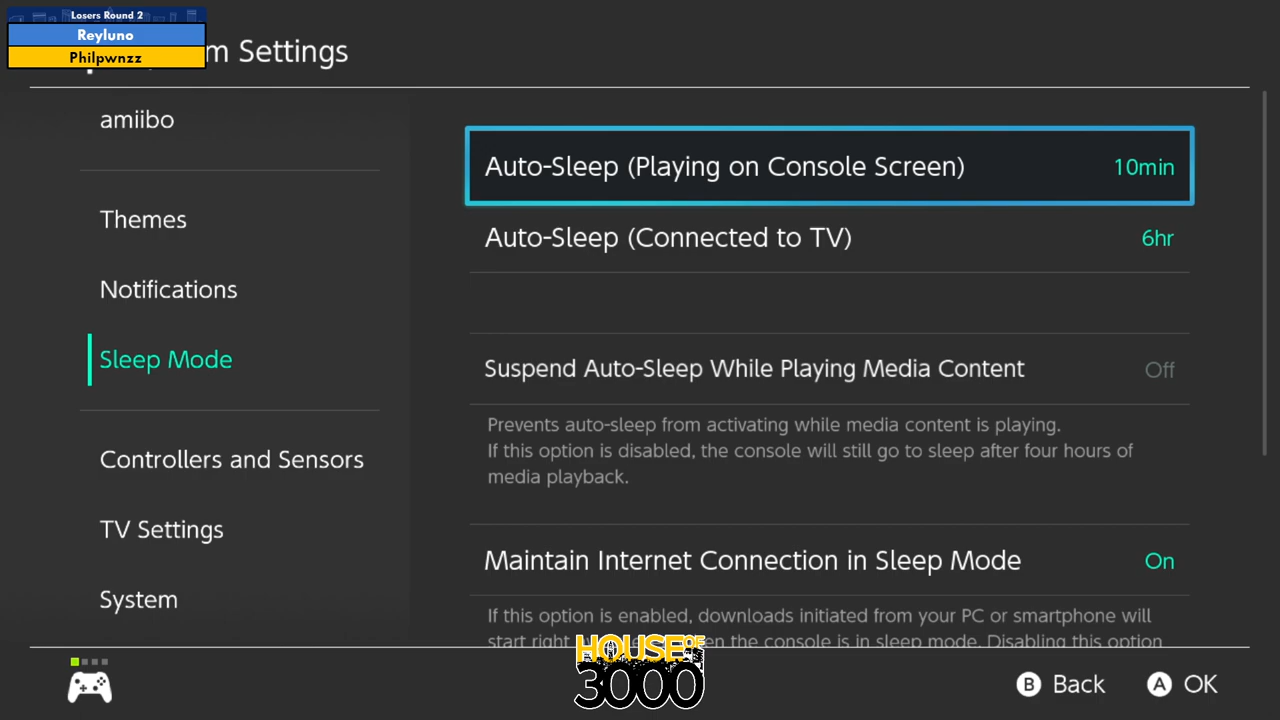 Losers Round 2
Reyluno
Philpwnzz
m Settings
amiibo
Themes
Notifications
Sleep Mode
Controllers and Sensors
TV Settings
System
Auto-Sleep (Playing on Console Screen) 10min
Auto-Sleep (Connected to TV) 6hr
Suspend Auto-Sleep While Playing Media Content Off
Prevents auto-sleep from activating while media content is playing.
If this option is disabled, the console will still go to sleep after four hours of
media playback.
Maintain Internet Connection in Sleep Mode On
If this option is enabled, downloads initiated from your PC or smartphone will
start right the console is in sleep mode. Disabling this option
HOUSE OF
3000
B Back A OK